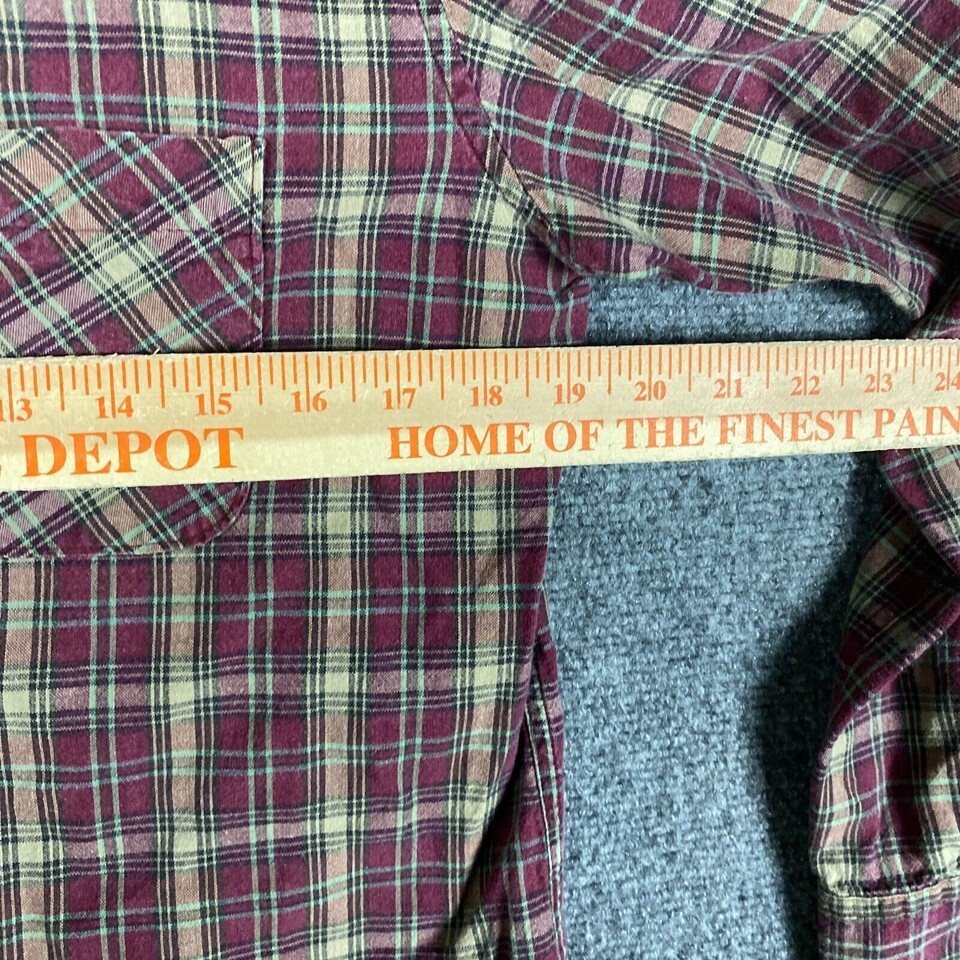 13 14 15 16 17 18 19 20 21 22 23 24
DEPOT HOME OF THE FINEST PAIN